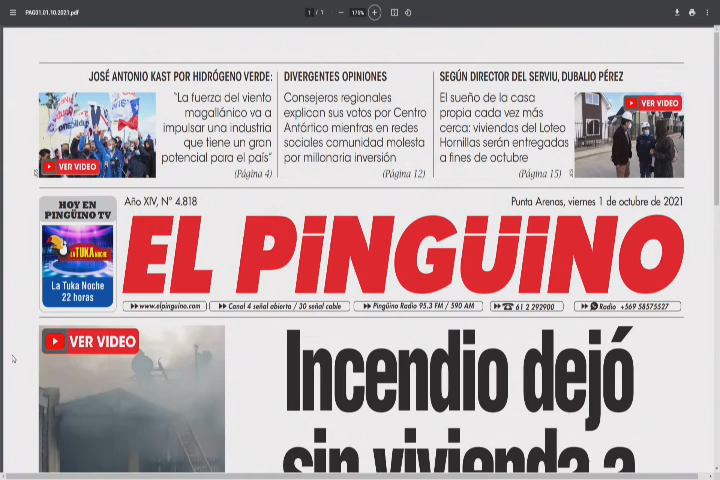 PAG01.01.10.2021.pdf
1 / 1
175%
JOSÉ ANTONIO KAST POR HIDRÓGENO VERDE:
"La fuerza del viento
magallánico va a
impulsar una industria
que tiene un gran
potencial para el país"
(Página 4)
VER VIDEO
DIVERGENTES OPINIONES
Consejeros regionales
explican sus votos por Centro
Antártico mientras en redes
sociales comunidad molesta
por millonaria inversión
(Página 12)
SEGÚN DIRECTOR DEL SERVIU, DUBALIO PÉREZ
El sueño de la casa
propia cada vez más
cerca: viviendas del Loteo
Hornillas serán entregadas
a fines de octubre
(Página 15)
VER VIDEO
HOY EN
PINGÜINO TV
LA TUKA
NOCHE
La Tuka Noche
22 horas
Año XIV, N° 4.818
Punta Arenas, viernes 1 de octubre de 2021
EL PiNGÜiNO
www.elpinguino.com
Canal 4 señal abierta / 30 señal cable
Pingüino Radio 95.3 FM / 590 AM
61 2 292900
Radio +569 58575527
VER VIDEO
Incendio dejó
sin vivienda a